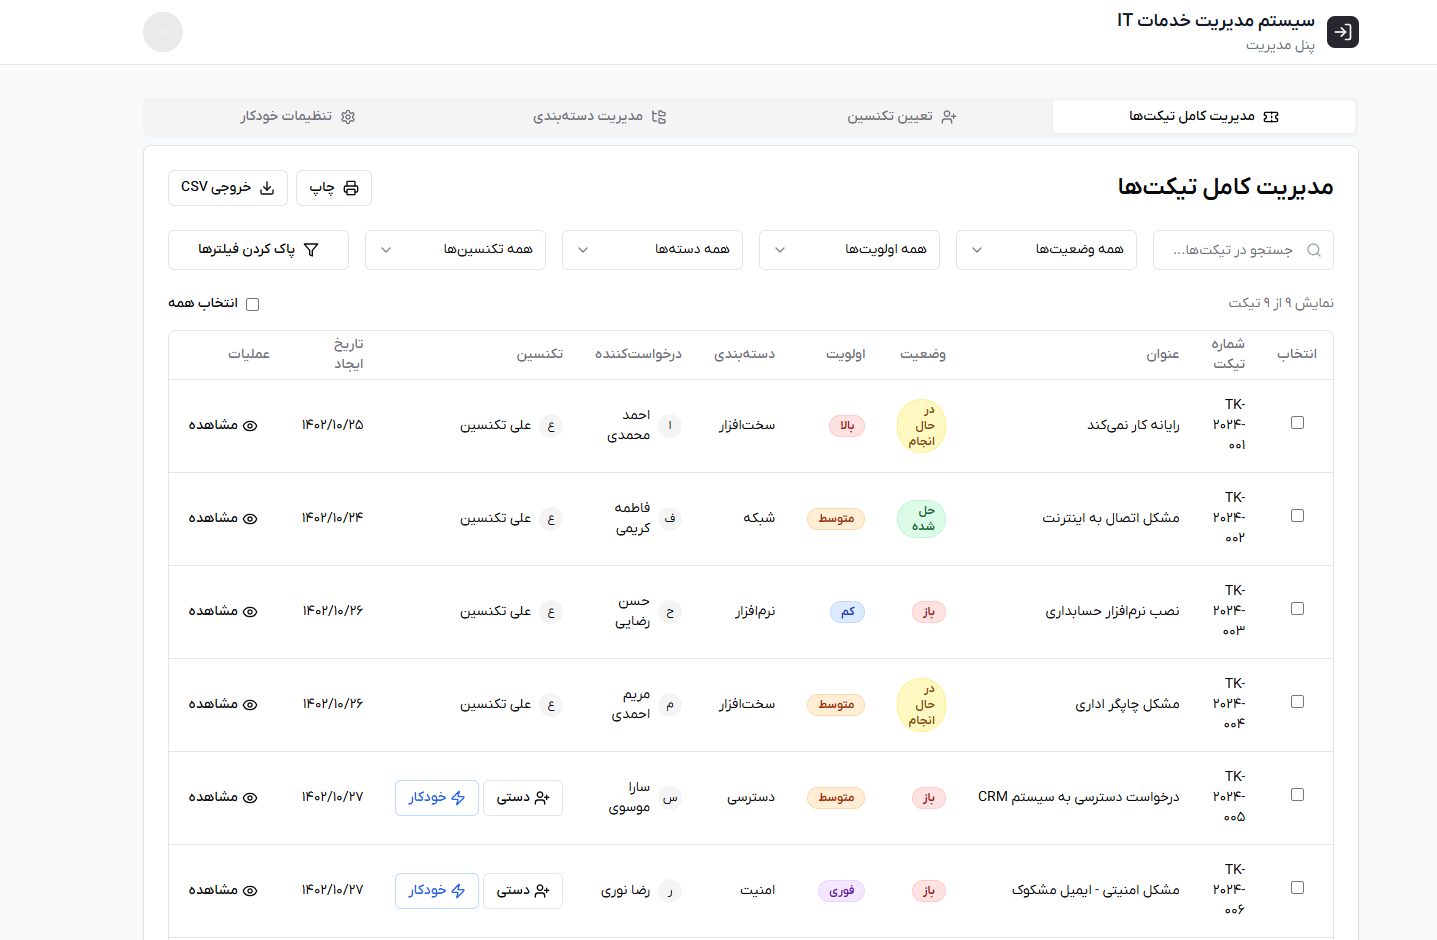 سیستم مدیریت خدمات IT
پنل مدیریت
مدیریت کامل تیکت‌ها
تعیین تکنسین
مدیریت دسته‌بندی
تنظیمات خودکار
مدیریت کامل تیکت‌ها
چاپ
خروجی CSV
جستجو در تیکت‌ها...
همه وضعیت‌ها
همه اولویت‌ها
همه دسته‌ها
همه تکنسین‌ها
پاک کردن فیلترها
نمایش ۹ از ۹ تیکت
انتخاب همه
انتخاب
شماره
تیکت
عنوان
وضعیت
اولویت
دسته‌بندی
درخواست‌کننده
تکنسین
تاریخ
ایجاد
عملیات
TK-
۲۰۲۴-
۰۰۱
رایانه کار نمی‌کند
در
حال
انجام
بالا
سخت‌افزار
ا
احمد
محمدی
ع
علی تکنسین
۱۴۰۲/۱۰/۲۵
مشاهده
TK-
۲۰۲۴-
۰۰۲
مشکل اتصال به اینترنت
حل
شده
متوسط
شبکه
ف
فاطمه
کریمی
ع
علی تکنسین
۱۴۰۲/۱۰/۲۴
مشاهده
TK-
۲۰۲۴-
۰۰۳
نصب نرم‌افزار حسابداری
باز
کم
نرم‌افزار
ح
حسن
رضایی
ع
علی تکنسین
۱۴۰۲/۱۰/۲۶
مشاهده
TK-
۲۰۲۴-
۰۰۴
مشکل چاپگر اداری
در
حال
انجام
متوسط
سخت‌افزار
م
مریم
احمدی
ع
علی تکنسین
۱۴۰۲/۱۰/۲۶
مشاهده
TK-
۲۰۲۴-
۰۰۵
درخواست دسترسی به سیستم CRM
باز
متوسط
دسترسی
س
سارا
موسوی
دستی
خودکار
۱۴۰۲/۱۰/۲۷
مشاهده
TK-
۲۰۲۴-
۰۰۶
مشکل امنیتی - ایمیل مشکوک
باز
فوری
امنیت
ر
رضا نوری
دستی
خودکار
۱۴۰۲/۱۰/۲۷
مشاهده